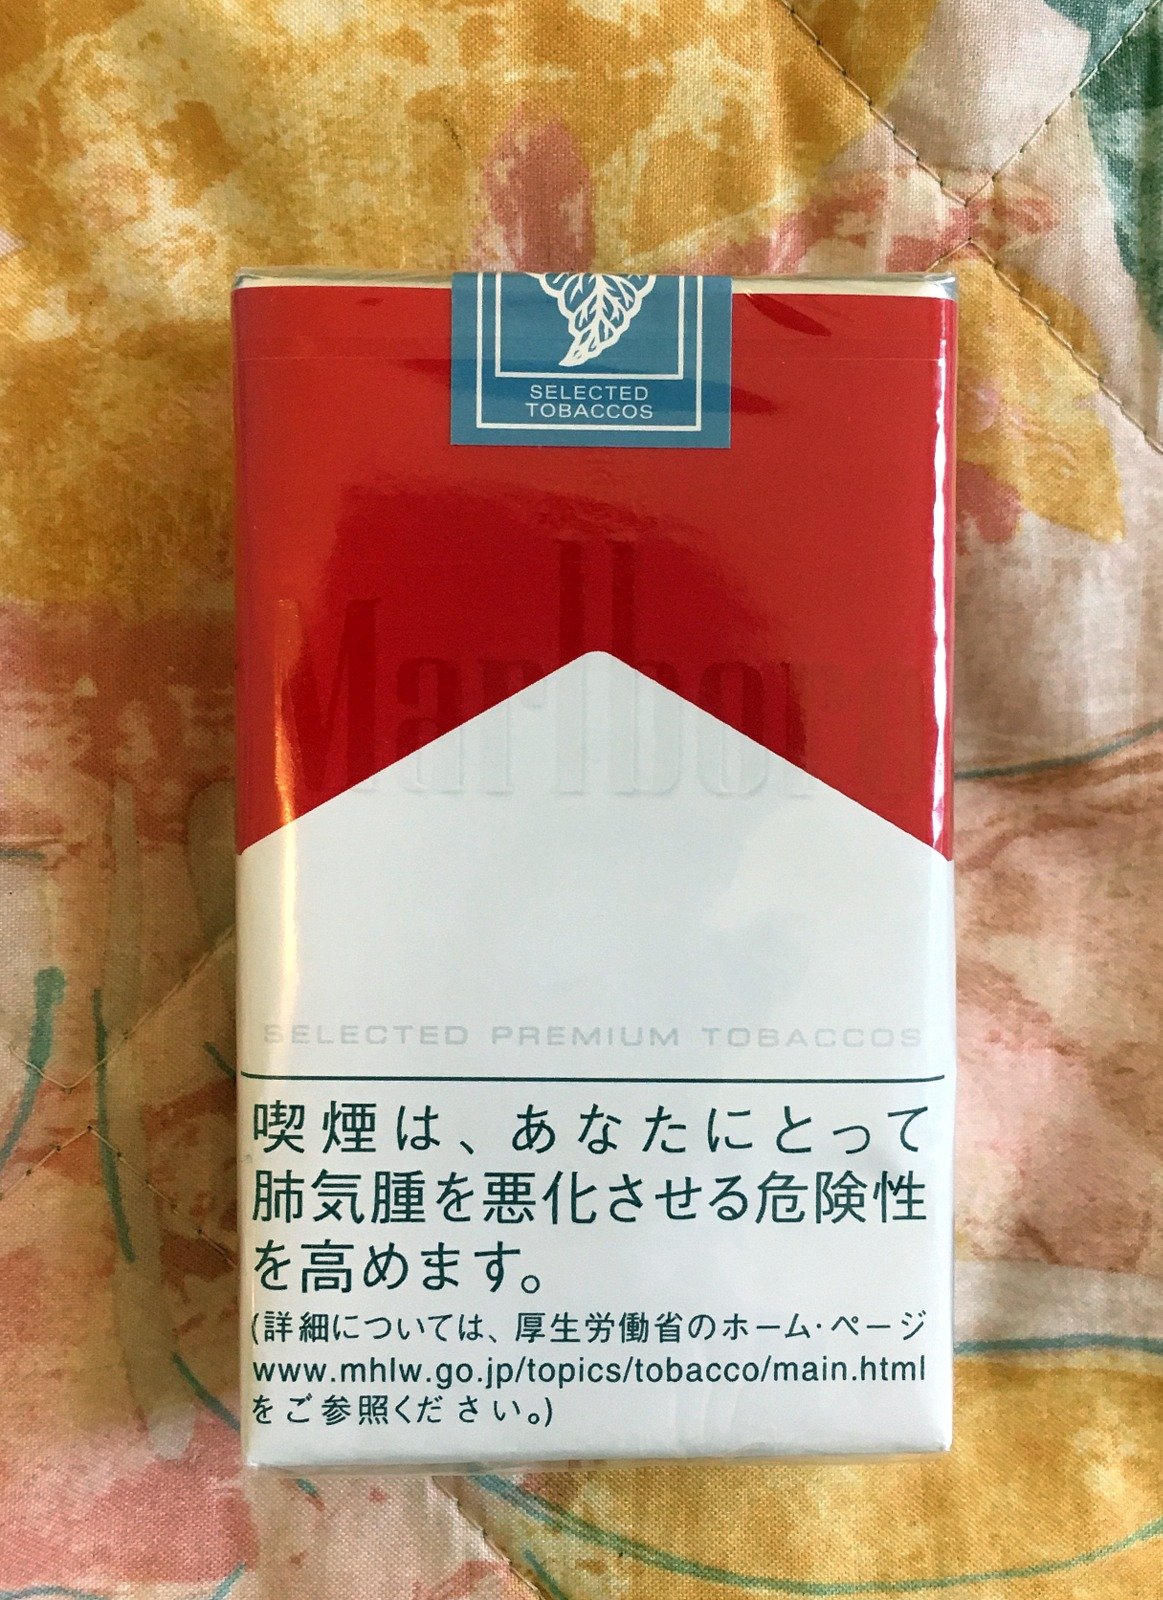 SELECTED
TOBACCOS
Marlboro
SELECTED PREMIUM TOBACCOS
喫煙は、あなたにとって
肺気腫を悪化させる危険性
を高めます。
(詳細については、厚生労働省のホーム・ページ
www.mhlw.go.jp/topics/tobacco/main.html
をご参照ください。)